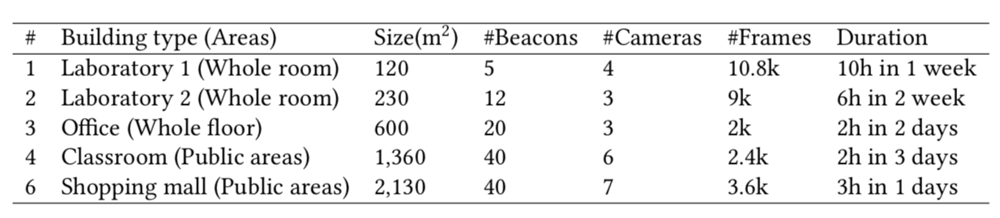 # Building type (Areas) Size(m²) #Beacons #Cameras #Frames Duration
1 Laboratory 1 (Whole room) 120 5 4 10.8k 10h in 1 week
2 Laboratory 2 (Whole room) 230 12 3 9k 6h in 2 week
3 Office (Whole floor) 600 20 3 2k 2h in 2 days
4 Classroom (Public areas) 1,360 40 6 2.4k 2h in 3 days
6 Shopping mall (Public areas) 2,130 40 7 3.6k 3h in 1 days